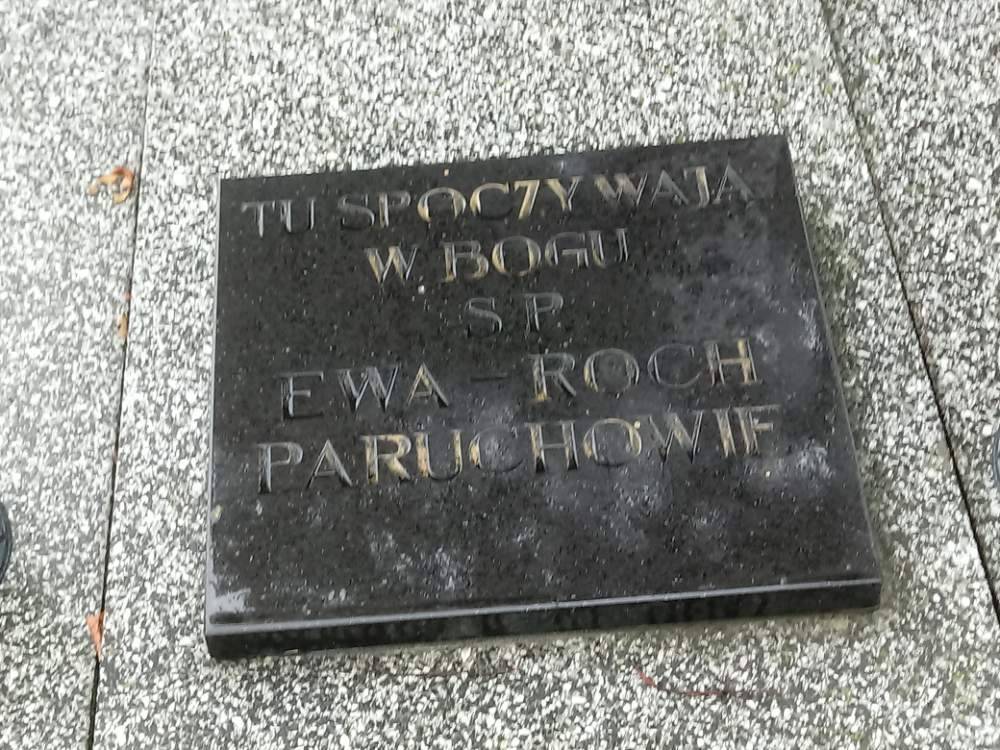 TU SPOCZYWAJĄ
W BOGU
S P
EWA - ROCH
PARUCHOWIE